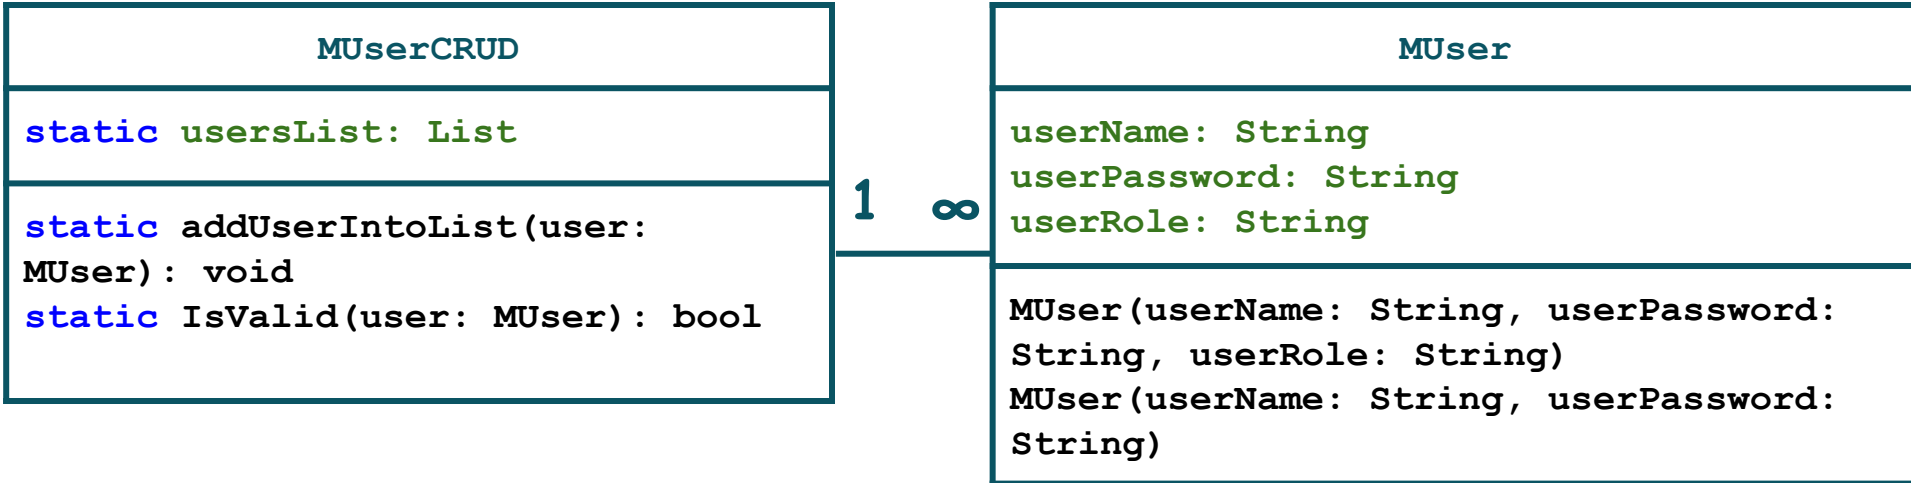 MUserCRUD
static usersList: List
static addUserIntoList(user:
MUser): void
static IsValid(user: MUser): bool
1 ∞
MUser
userName: String
userPassword: String
userRole: String
MUser(userName: String, userPassword:
String, userRole: String)
MUser(userName: String, userPassword:
String)